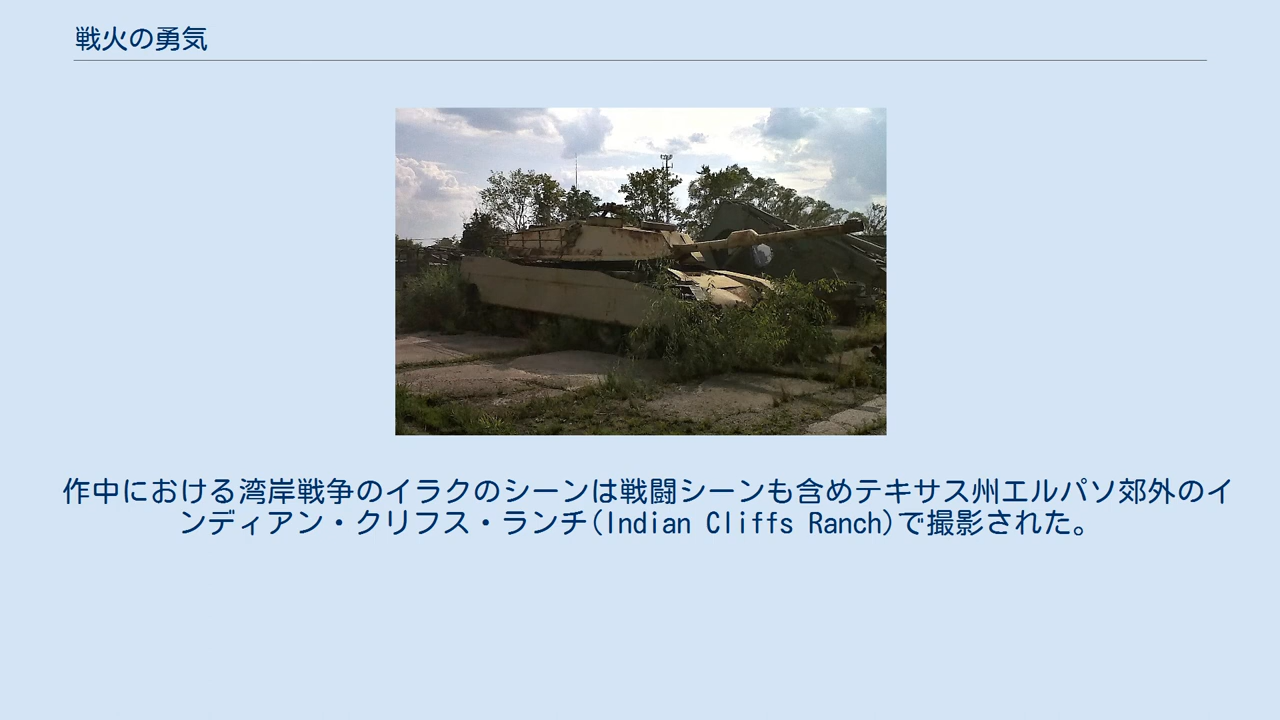 戦火の勇気
作中における湾岸戦争のイラクのシーンは戦闘シーンも含めテキサス州エルパソ郊外のイ
ンディアン・クリフス・ランチ(Indian Cliffs Ranch)で撮影された。